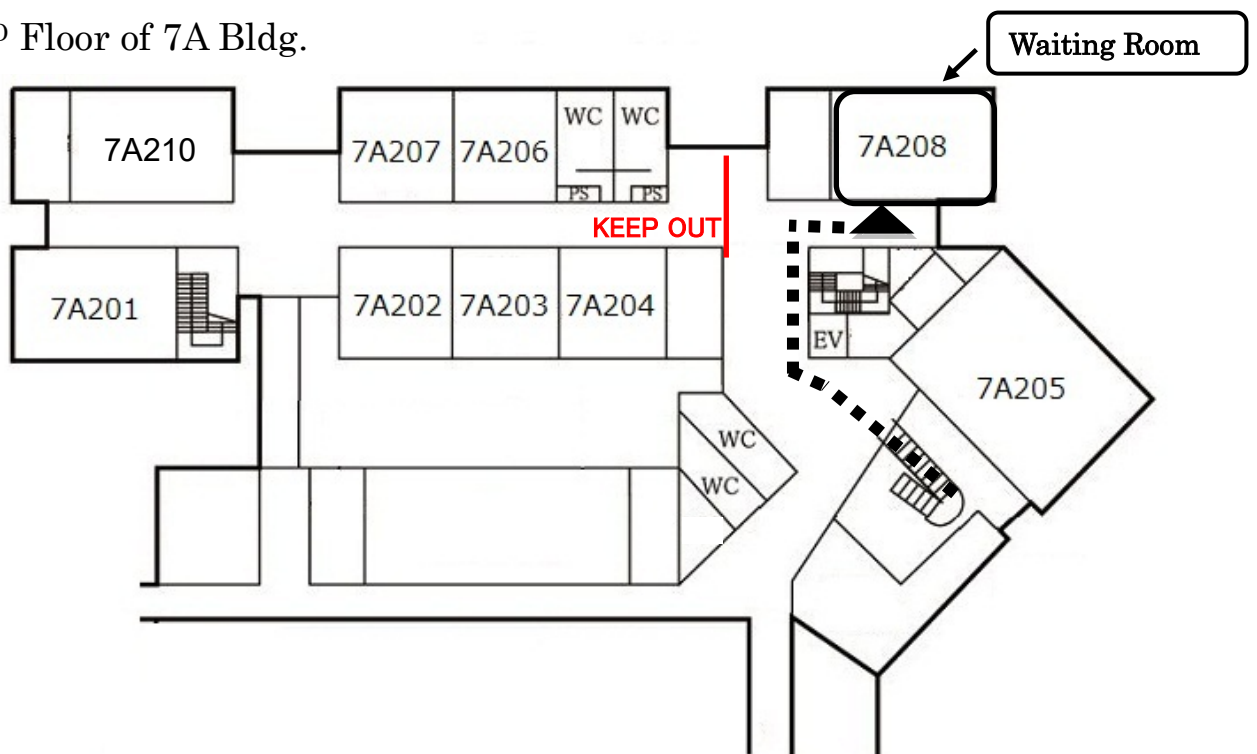 Floor of 7A Bldg.
Waiting Room
7A210
7A207
7A206
WC
WC
PS
PS
7A208
KEEP OUT
7A201
7A202
7A203
7A204
EV
7A205
WC
WC